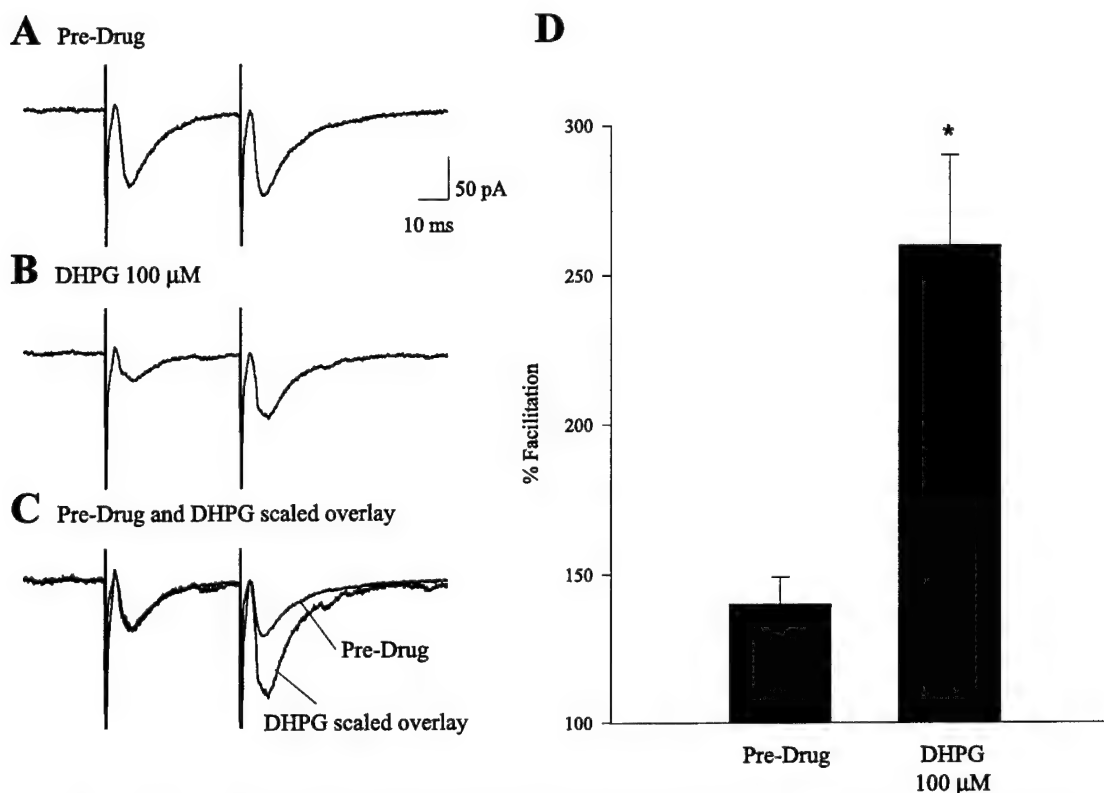 A Pre-Drug
50 pA
10 ms
B DHPG 100 µM
C Pre-Drug and DHPG scaled overlay
Pre-Drug
DHPG scaled overlay
D
% Facilitation
300
250
200
150
100
*
Pre-Drug
DHPG
100 µM